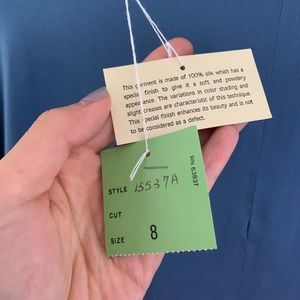 This garment is made of 100% silk which has a
special finish to give it a soft and powdery
appearance. The variations in color shading and
slight creases are characteristic of this technique.
This special finish enhances its beauty and is not
to be considered as a defect.
STYLE 15537A
CUT
SIZE 8
RN 63637